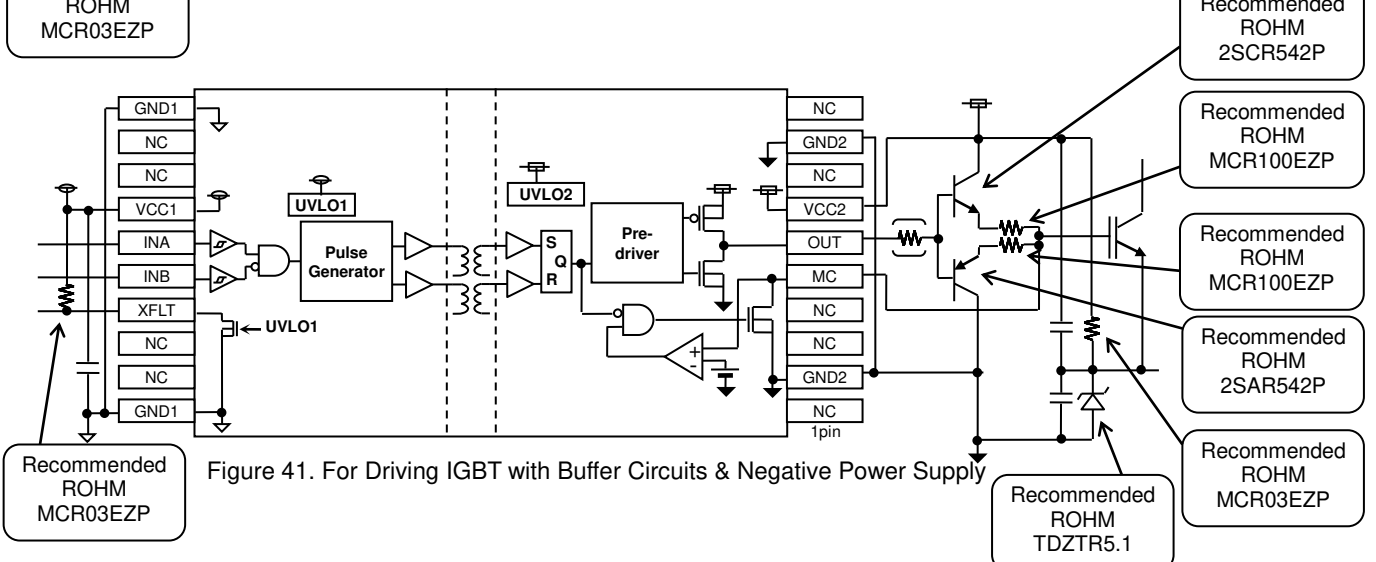 ROHM
MCR03EZP
Recommended
ROHM
2SCR542P
GND1
NC
NC
VCC1
INA
INB
XFLT
NC
NC
GND1
UVLO1
Pulse
Generator
UVLO1
UVLO2
S
Q
R
Pre-
driver
+
-
NC
GND2
NC
VCC2
OUT
MC
NC
NC
GND2
NC
1pin
Recommended
ROHM
MCR100EZP
Recommended
ROHM
MCR100EZP
Recommended
ROHM
2SAR542P
Recommended
ROHM
MCR03EZP
Recommended
ROHM
MCR03EZP
Recommended
ROHM
TDZTR5.1
Figure 41. For Driving IGBT with Buffer Circuits & Negative Power Supply